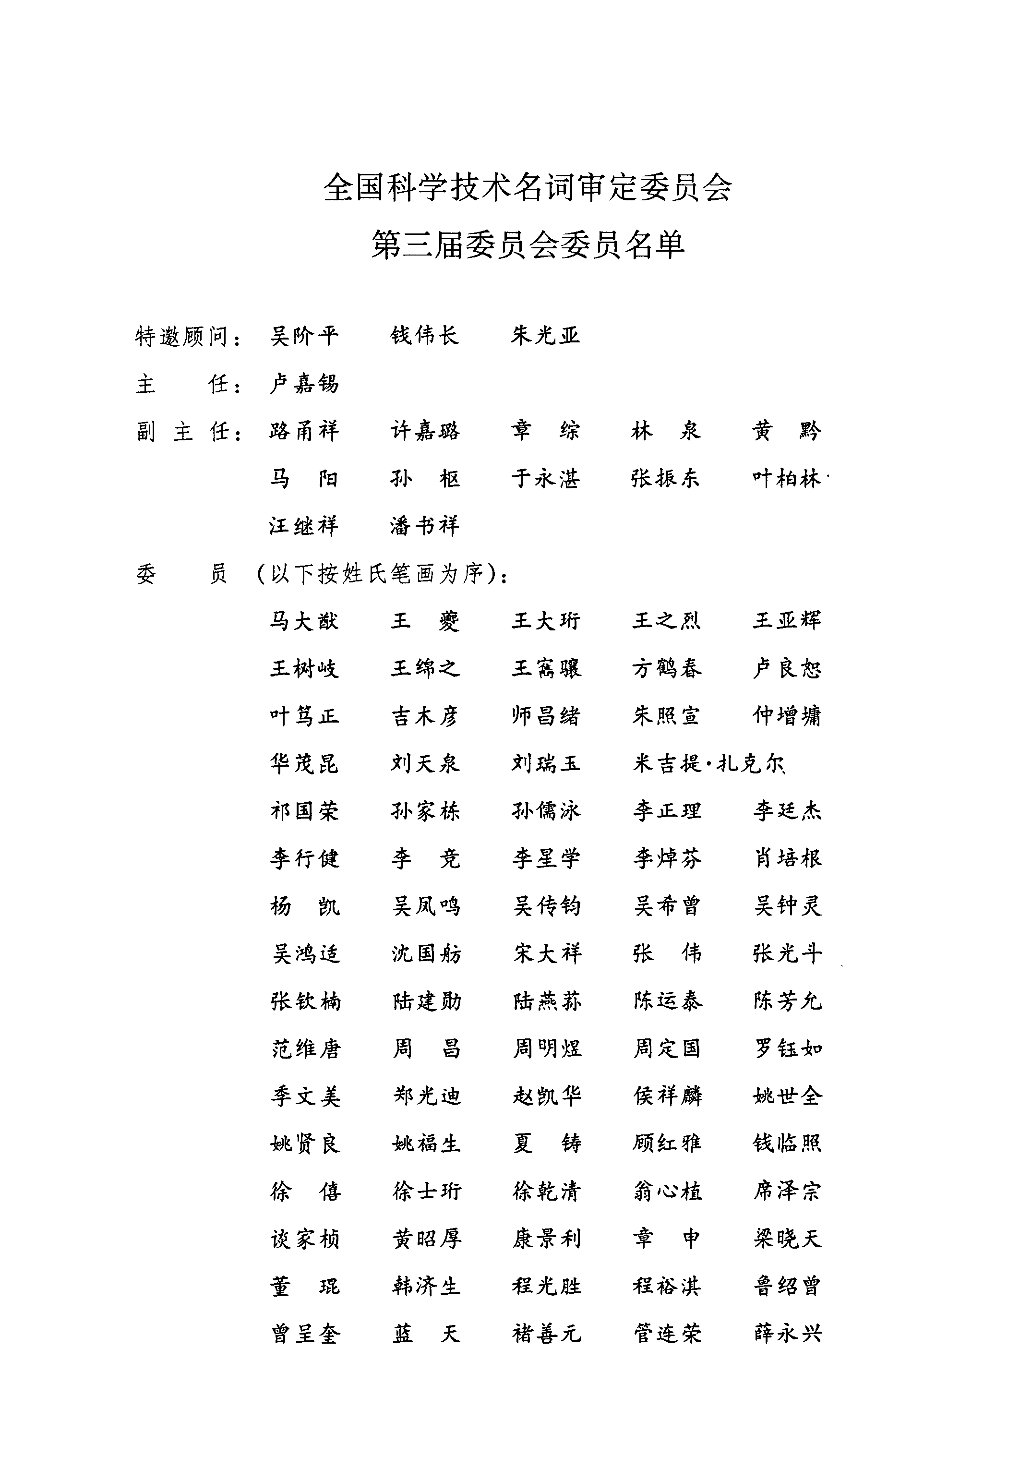 全国科学技术名词审定委员会
第三届委员会委员名单
特邀顾问： 吴阶平 钱伟长 朱光亚
主 任： 卢嘉锡
副 主 任： 路甬祥 许嘉璐 章 综 林 泉 黄 黔
马 阳 孙 枢 于永湛 张振东 叶柏林
汪继祥 潘书祥
委 员 (以下按姓氏笔画为序)：
马大猷 王 夔 王大珩 王之烈 王亚辉
王树岐 王绵之 王窩骧 方鹤春 卢良恕
叶笃正 吉木彦 师昌绪 朱照宣 仲增墉
华茂昆 刘天泉 刘瑞玉 米吉提·扎克尔
祁国荣 孙家栋 孙儒泳 李正理 李廷杰
李行健 李 竞 李星学 李焯芬 肖培根
杨 凯 吴凤鸣 吴传钧 吴希曾 吴钟灵
吴鸿适 沈国舫 宋大祥 张 伟 张光斗
张钦楠 陆建勋 陆燕荪 陈运泰 陈芳允
范维唐 周 昌 周明煜 周定国 罗钰如
季文美 郑光迪 赵凯华 侯祥麟 姚世全
姚贤良 姚福生 夏 铸 顾红雅 钱临照
徐 僖 徐士珩 徐乾清 翁心植 席泽宗
谈家桢 黄昭厚 康景利 章 申 梁晓天
董 琨 韩济生 程光胜 程裕淇 鲁绍曾
曾呈奎 蓝 天 褚善元 管连荣 薛永兴